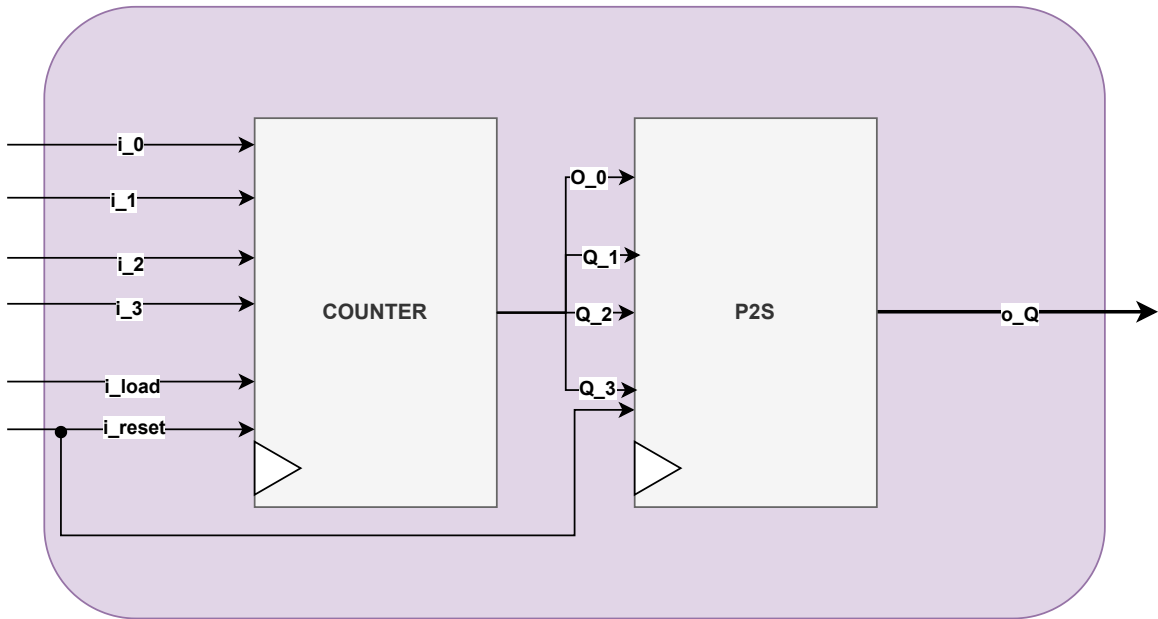 i_0
i_1
i_2
i_3
i_load
i_reset
COUNTER
O_0
Q_1
Q_2
Q_3
P2S
o_Q